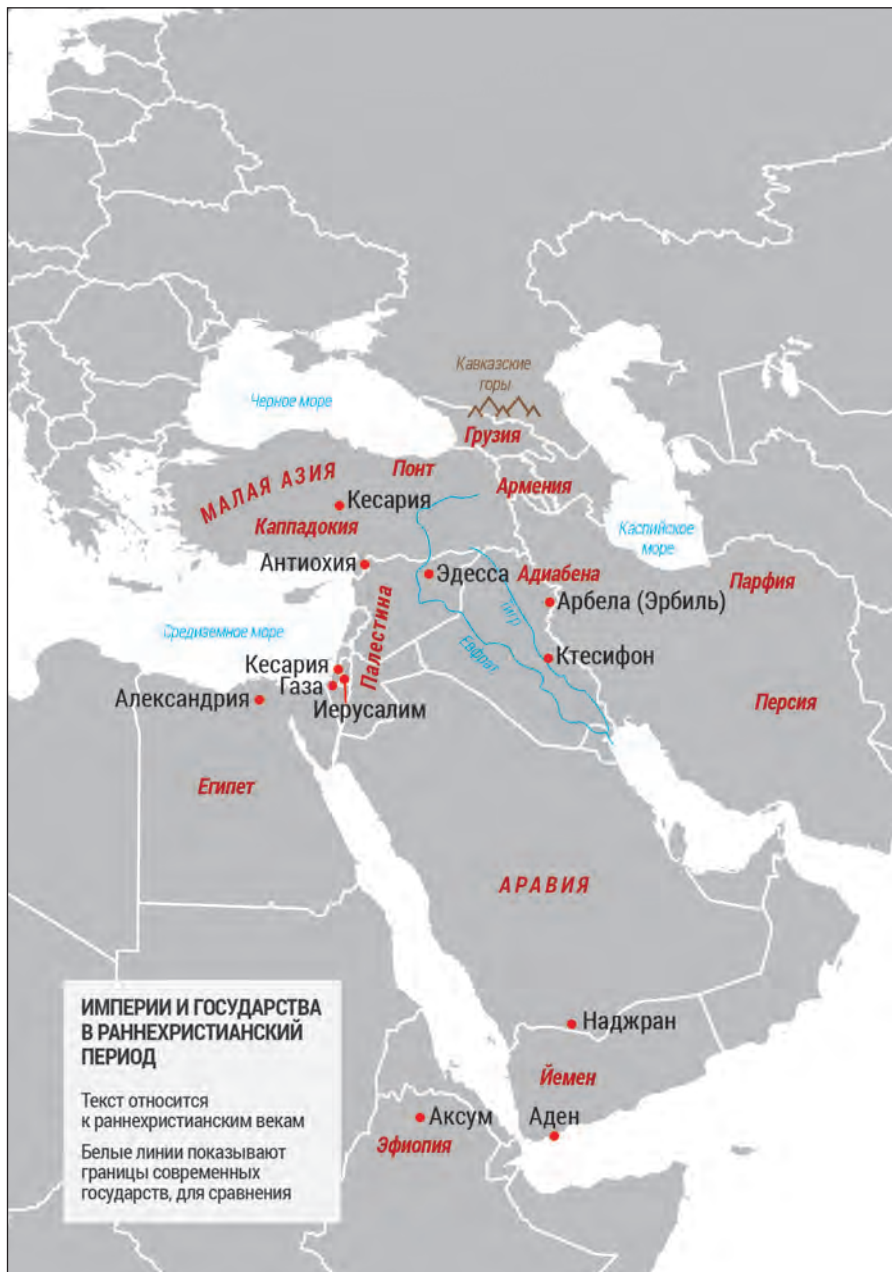 Кавказские
горы
Черное море
Грузия
МАЛАЯ АЗИЯ
Понт
Армения
Кесария
Каппадокия
Каспийское
море
Антиохия
Эдесса
Адиабена
Парфия
Арбела (Эрбиль)
Палестина
Тигр
Средиземное море
Евфрат
Кесария
Ктесифон
Газа
Александрия
Иерусалим
Персия
Египет
АРАВИЯ
ИМПЕРИИ И ГОСУДАРСТВА
В РАННЕХРИСТИАНСКИЙ
ПЕРИОД
Текст относится
к раннехристианским векам
Белые линии показывают
границы современных
государств, для сравнения
Наджран
Йемен
Аксум
Аден
Эфиопия